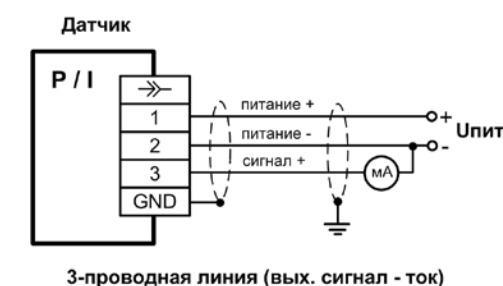 Датчик
P / I
1
питание +
+
2
питание -
-
Uпит
3
сигнал +
мА
GND
3-проводная линия (вых. сигнал - ток)